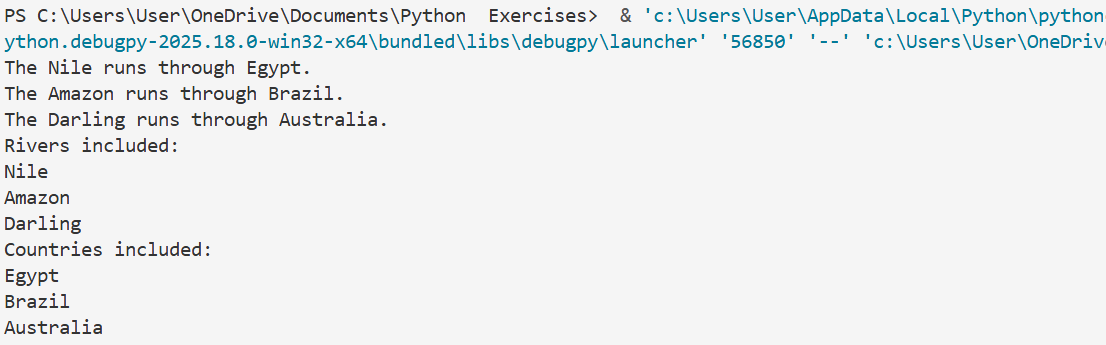 PS C:\Users\User\OneDrive\Documents\Python  Exercises>  & 'c:\Users\User\AppData\Local\Python\python
ython.debugpy-2025.18.0-win32-x64\bundled\libs\debugpy\launcher' '56850' '--' 'c:\Users\User\OneDriv
The Nile runs through Egypt.
The Amazon runs through Brazil.
The Darling runs through Australia.
Rivers included:
Nile
Amazon
Darling
Countries included:
Egypt
Brazil
Australia